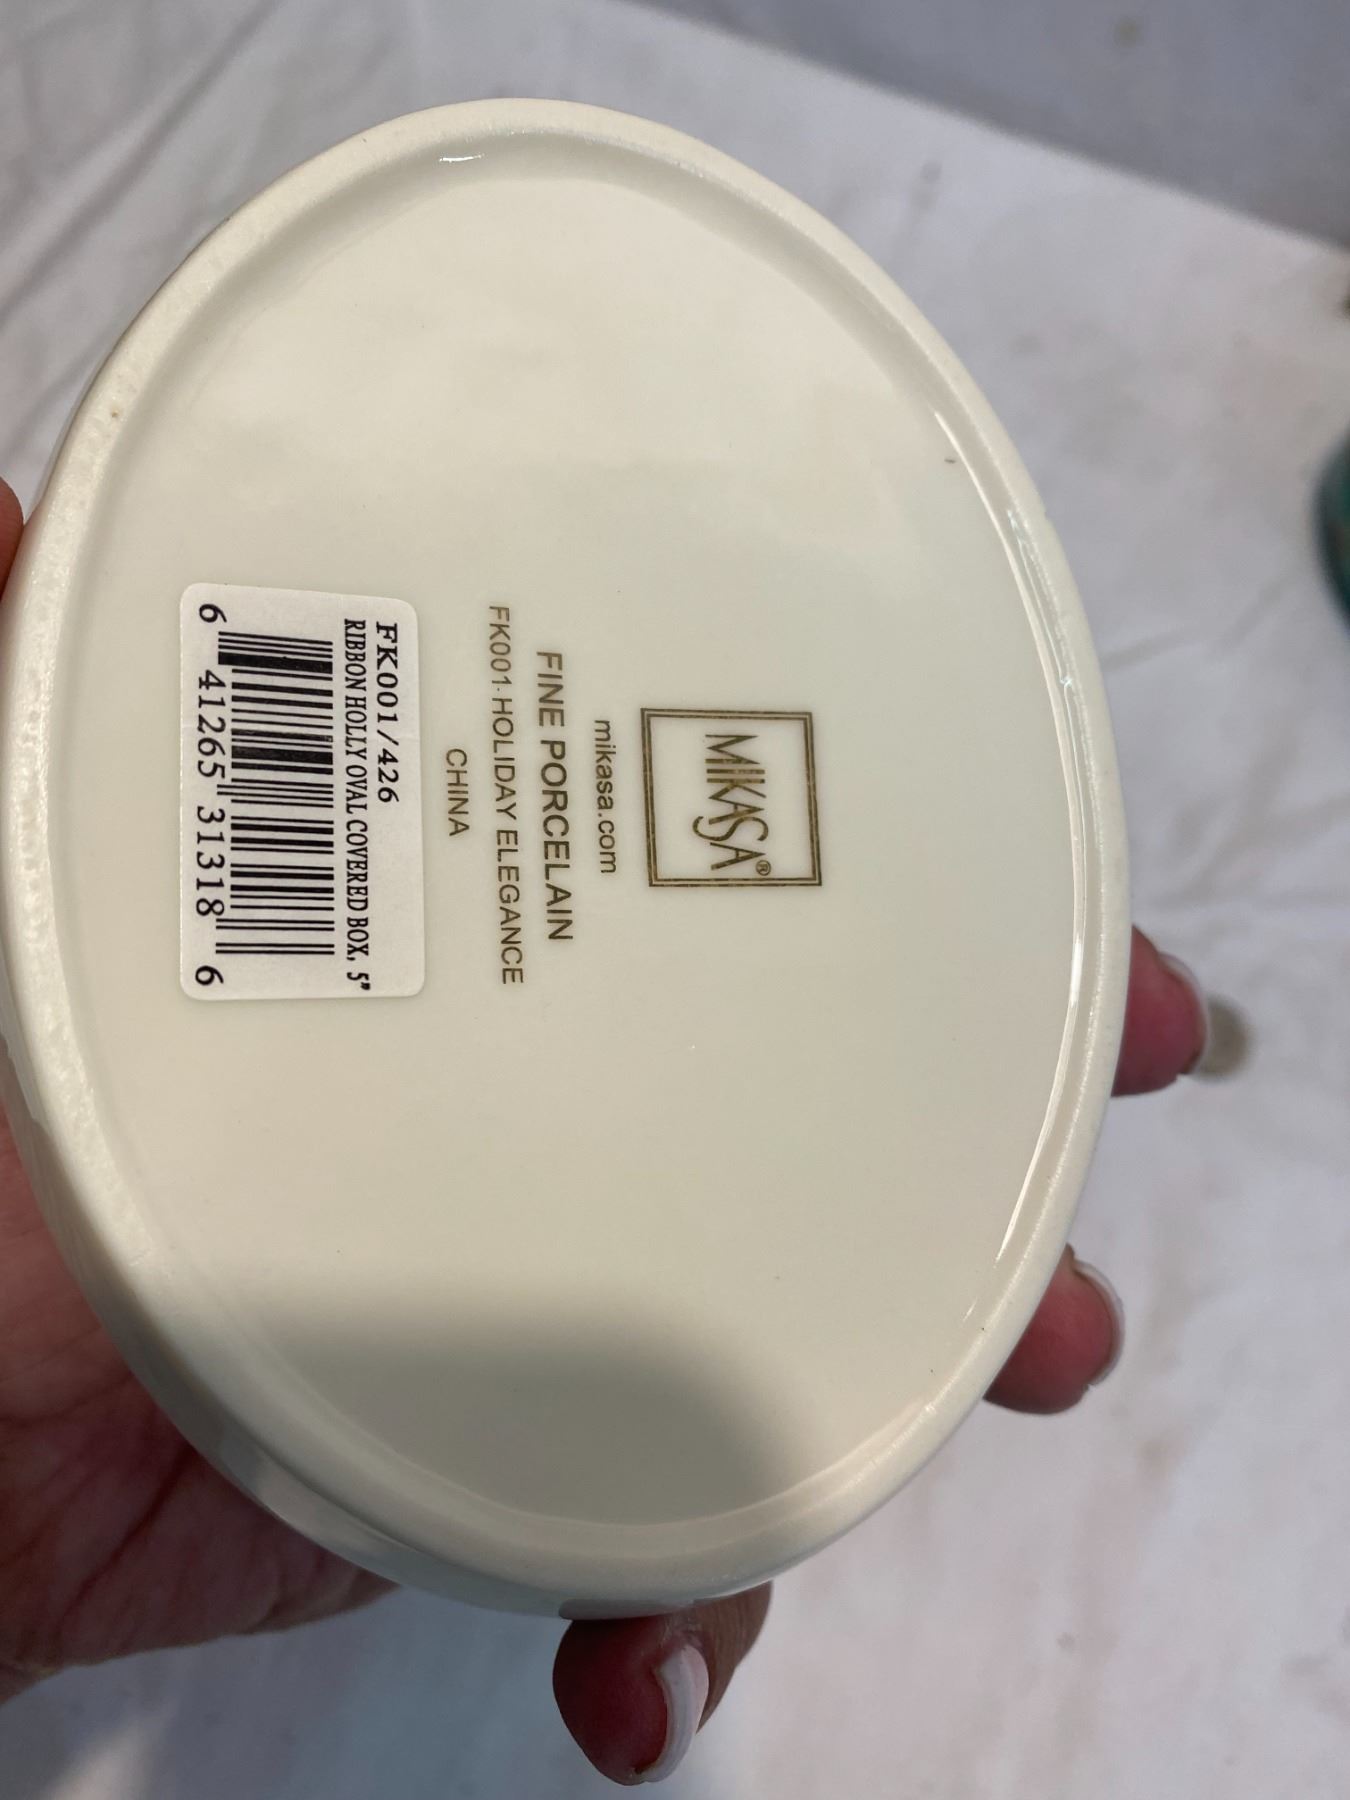 MIKASA®
mikasa.com
FINE PORCELAIN
FK001-HOLIDAY ELEGANCE
CHINA
FK001/426
RIBBON HOLLY OVAL COVERED BOX, 5"
6 41265 31318 6